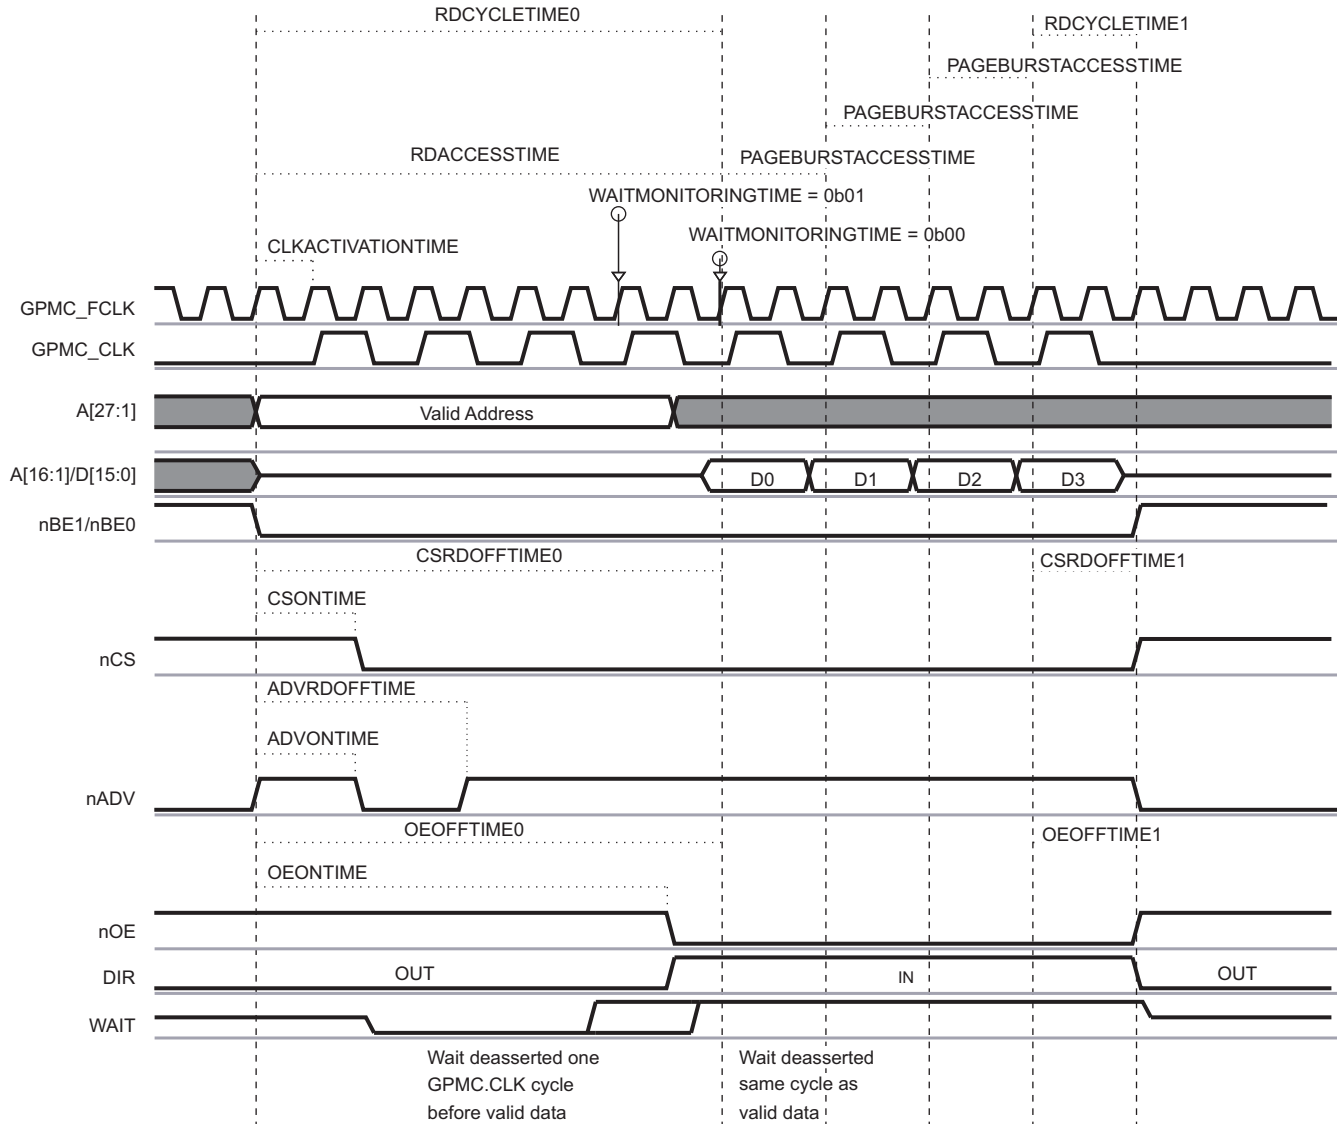 RDCYCLETIME0
RDCYCLETIME1
PAGEBURSTACCESSTIME
PAGEBURSTACCESSTIME
RDACCESSTIME
PAGEBURSTACCESSTIME
WAITMONITORINGTIME = 0b01
WAITMONITORINGTIME = 0b00
CLKACTIVATIONTIME
GPMC_FCLK
GPMC_CLK
A[27:1]
Valid Address
A[16:1]/D[15:0]
D0
D1
D2
D3
nBE1/nBE0
CSRDOFFTIME0
CSRDOFFTIME1
CSONTIME
nCS
ADVRDOFFTIME
ADVONTIME
nADV
OEOFFTIME0
OEOFFTIME1
OEONTIME
nOE
DIR
OUT
IN
OUT
WAIT
Wait deasserted one
GPMC.CLK cycle
before valid data
Wait deasserted
same cycle as
valid data